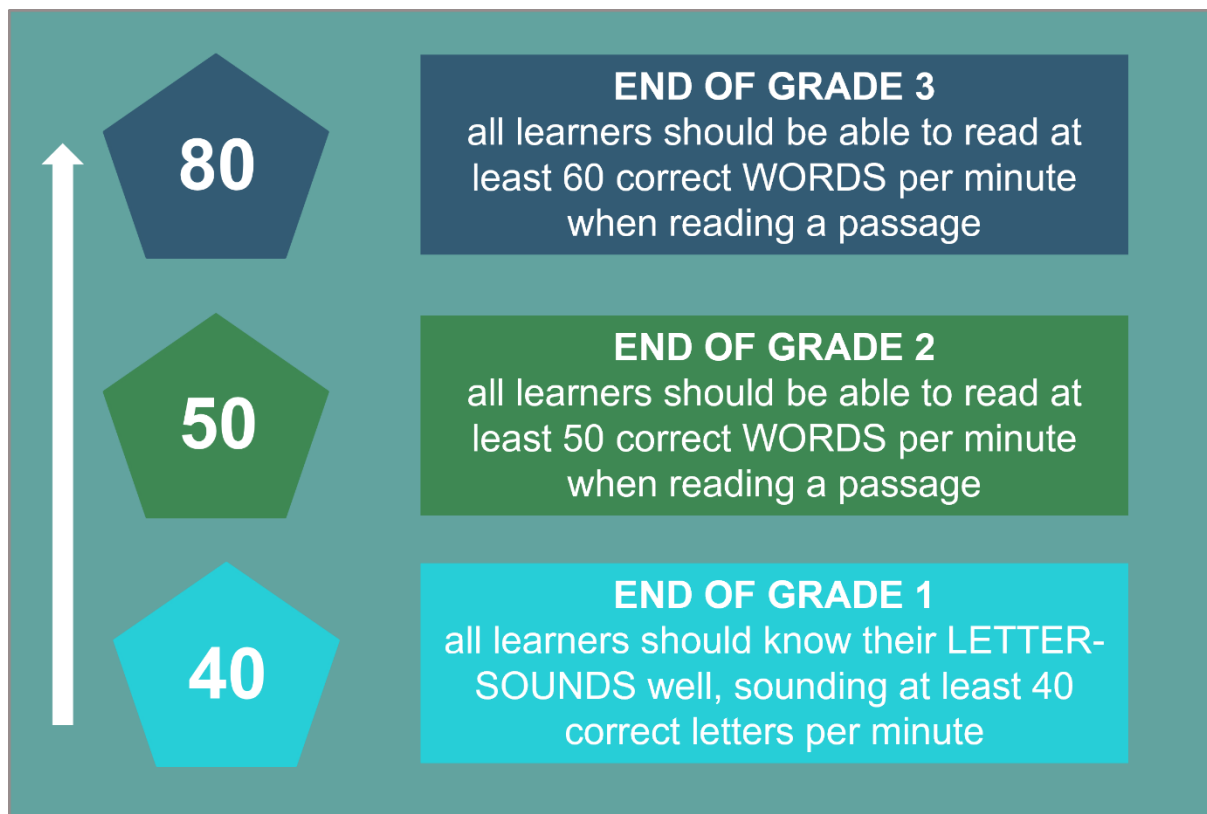 80
END OF GRADE 3
all learners should be able to read at
least 60 correct WORDS per minute
when reading a passage
50
END OF GRADE 2
all learners should be able to read at
least 50 correct WORDS per minute
when reading a passage
40
END OF GRADE 1
all learners should know their LETTER-
SOUNDS well, sounding at least 40
correct letters per minute